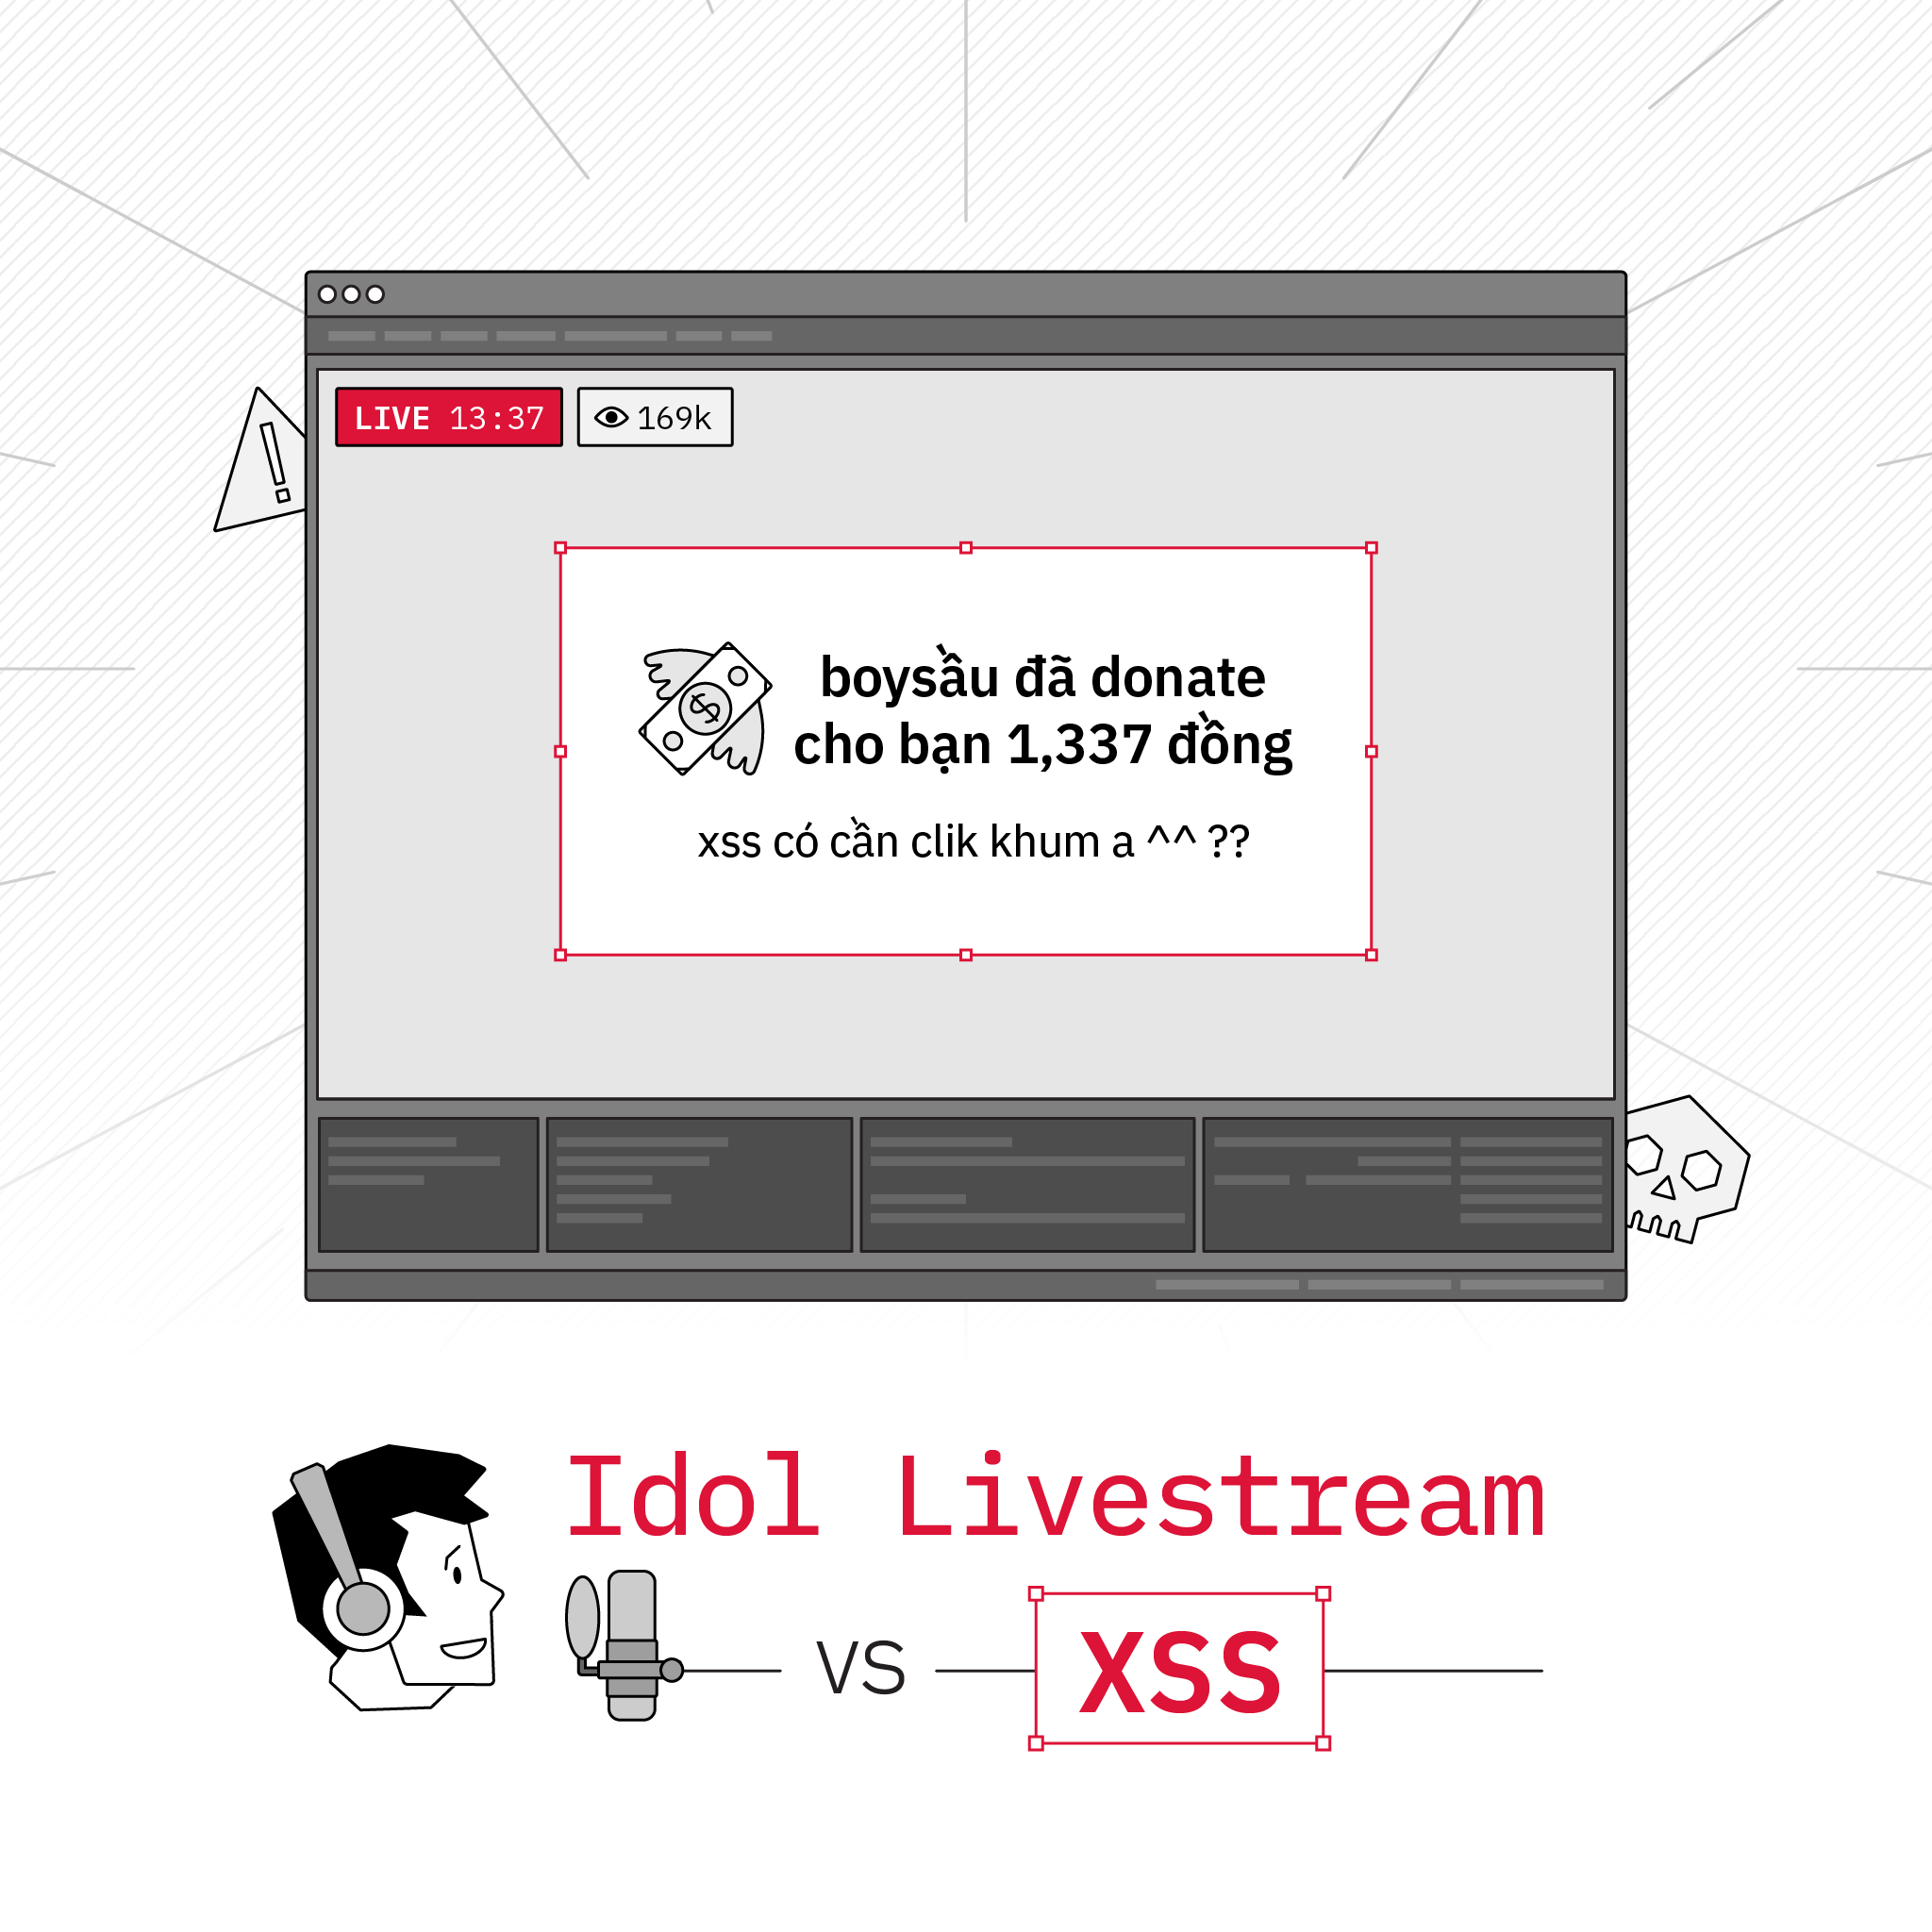 LIVE 13:37
169k
boysầu đã donate
cho bạn 1,337 đồng
xss có cần clik khum a ^^ ??
Idol Livestream
VS
XSS